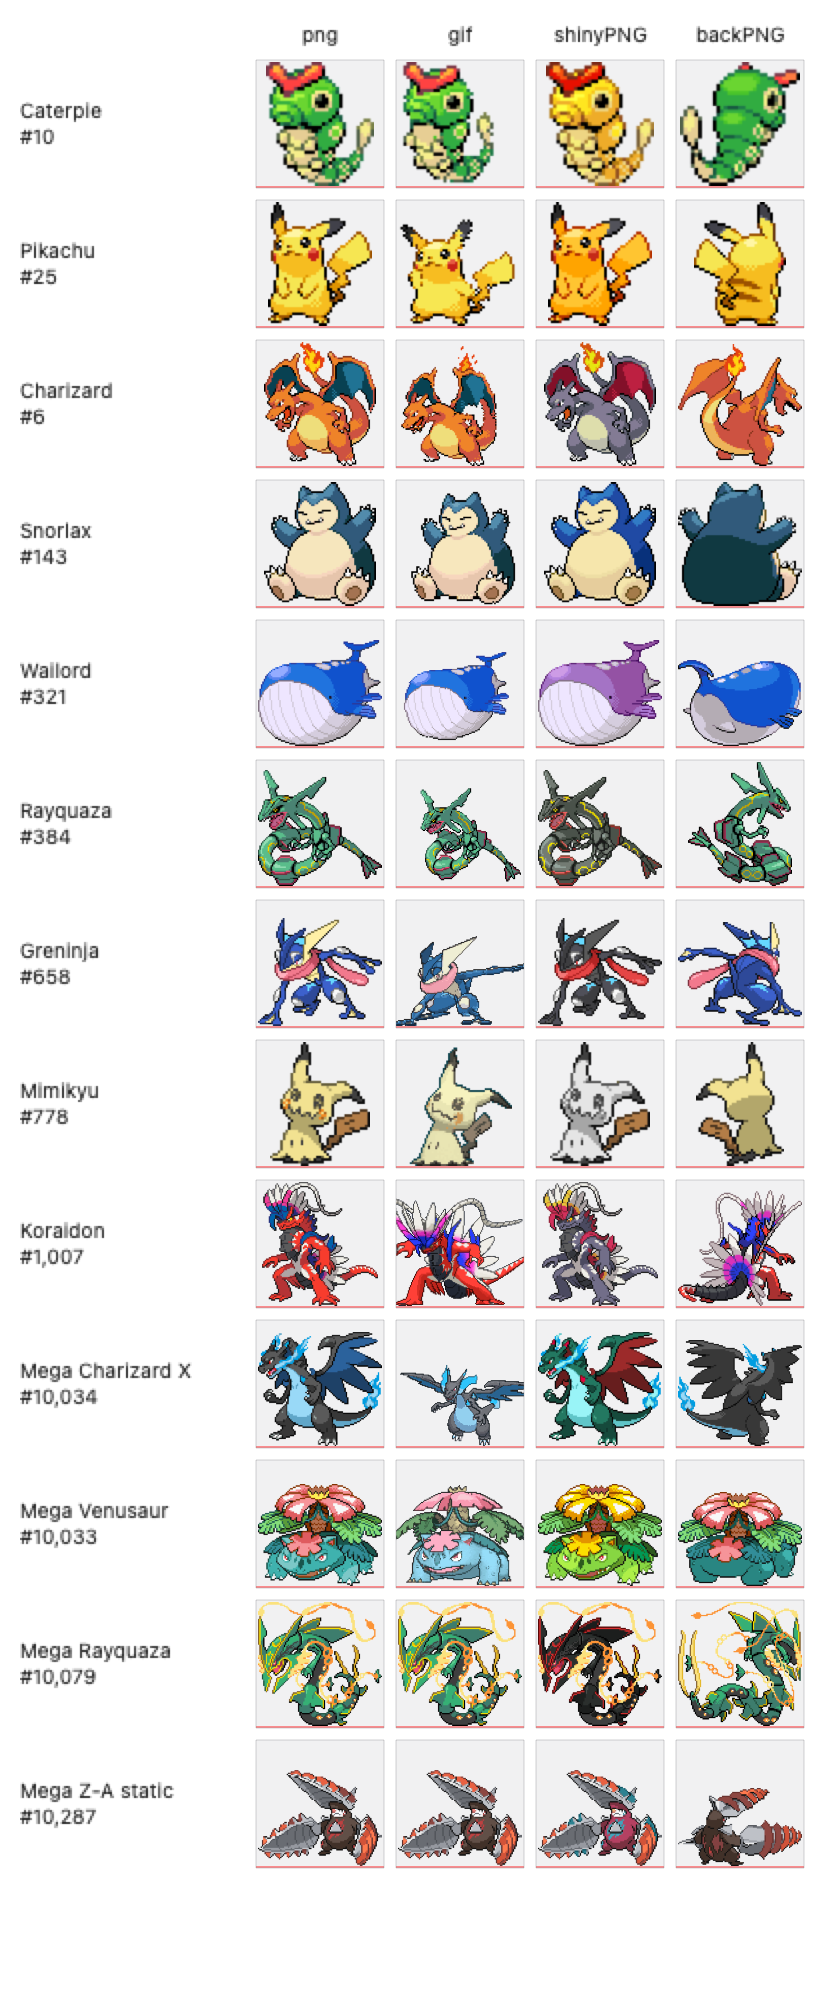 png gif shinyPNG backPNG
Caterpie
#10
Pikachu
#25
Charizard
#6
Snorlax
#143
Wailord
#321
Rayquaza
#384
Greninja
#658
Mimikyu
#778
Koraidon
#1,007
Mega Charizard X
#10,034
Mega Venusaur
#10,033
Mega Rayquaza
#10,079
Mega Z-A static
#10,287